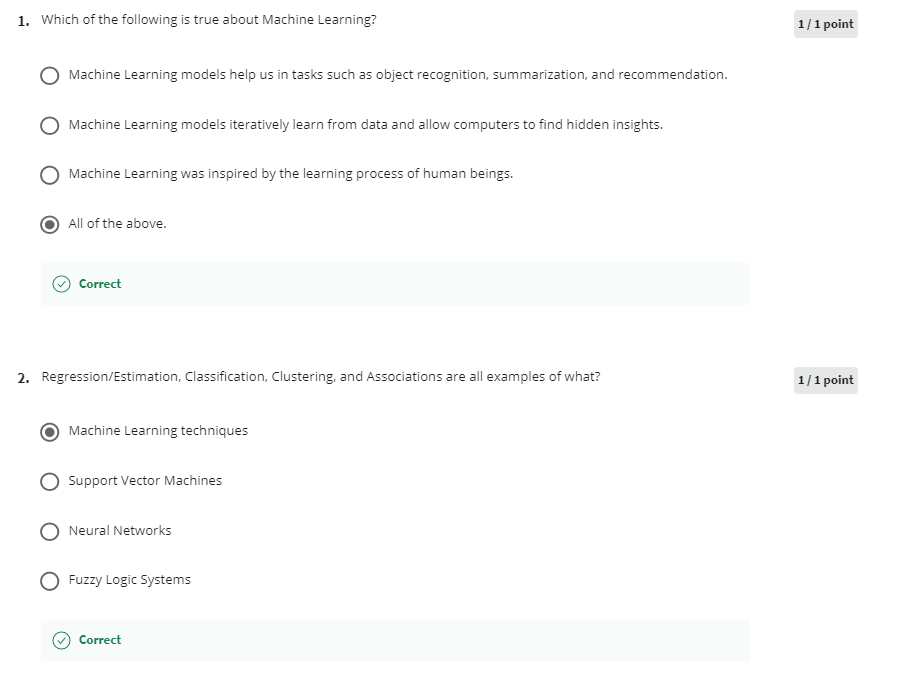 1. Which of the following is true about Machine Learning?
1 / 1 point
Machine Learning models help us in tasks such as object recognition, summarization, and recommendation.
Machine Learning models iteratively learn from data and allow computers to find hidden insights.
Machine Learning was inspired by the learning process of human beings.
All of the above.
Correct
2. Regression/Estimation, Classification, Clustering, and Associations are all examples of what?
1 / 1 point
Machine Learning techniques
Support Vector Machines
Neural Networks
Fuzzy Logic Systems
Correct